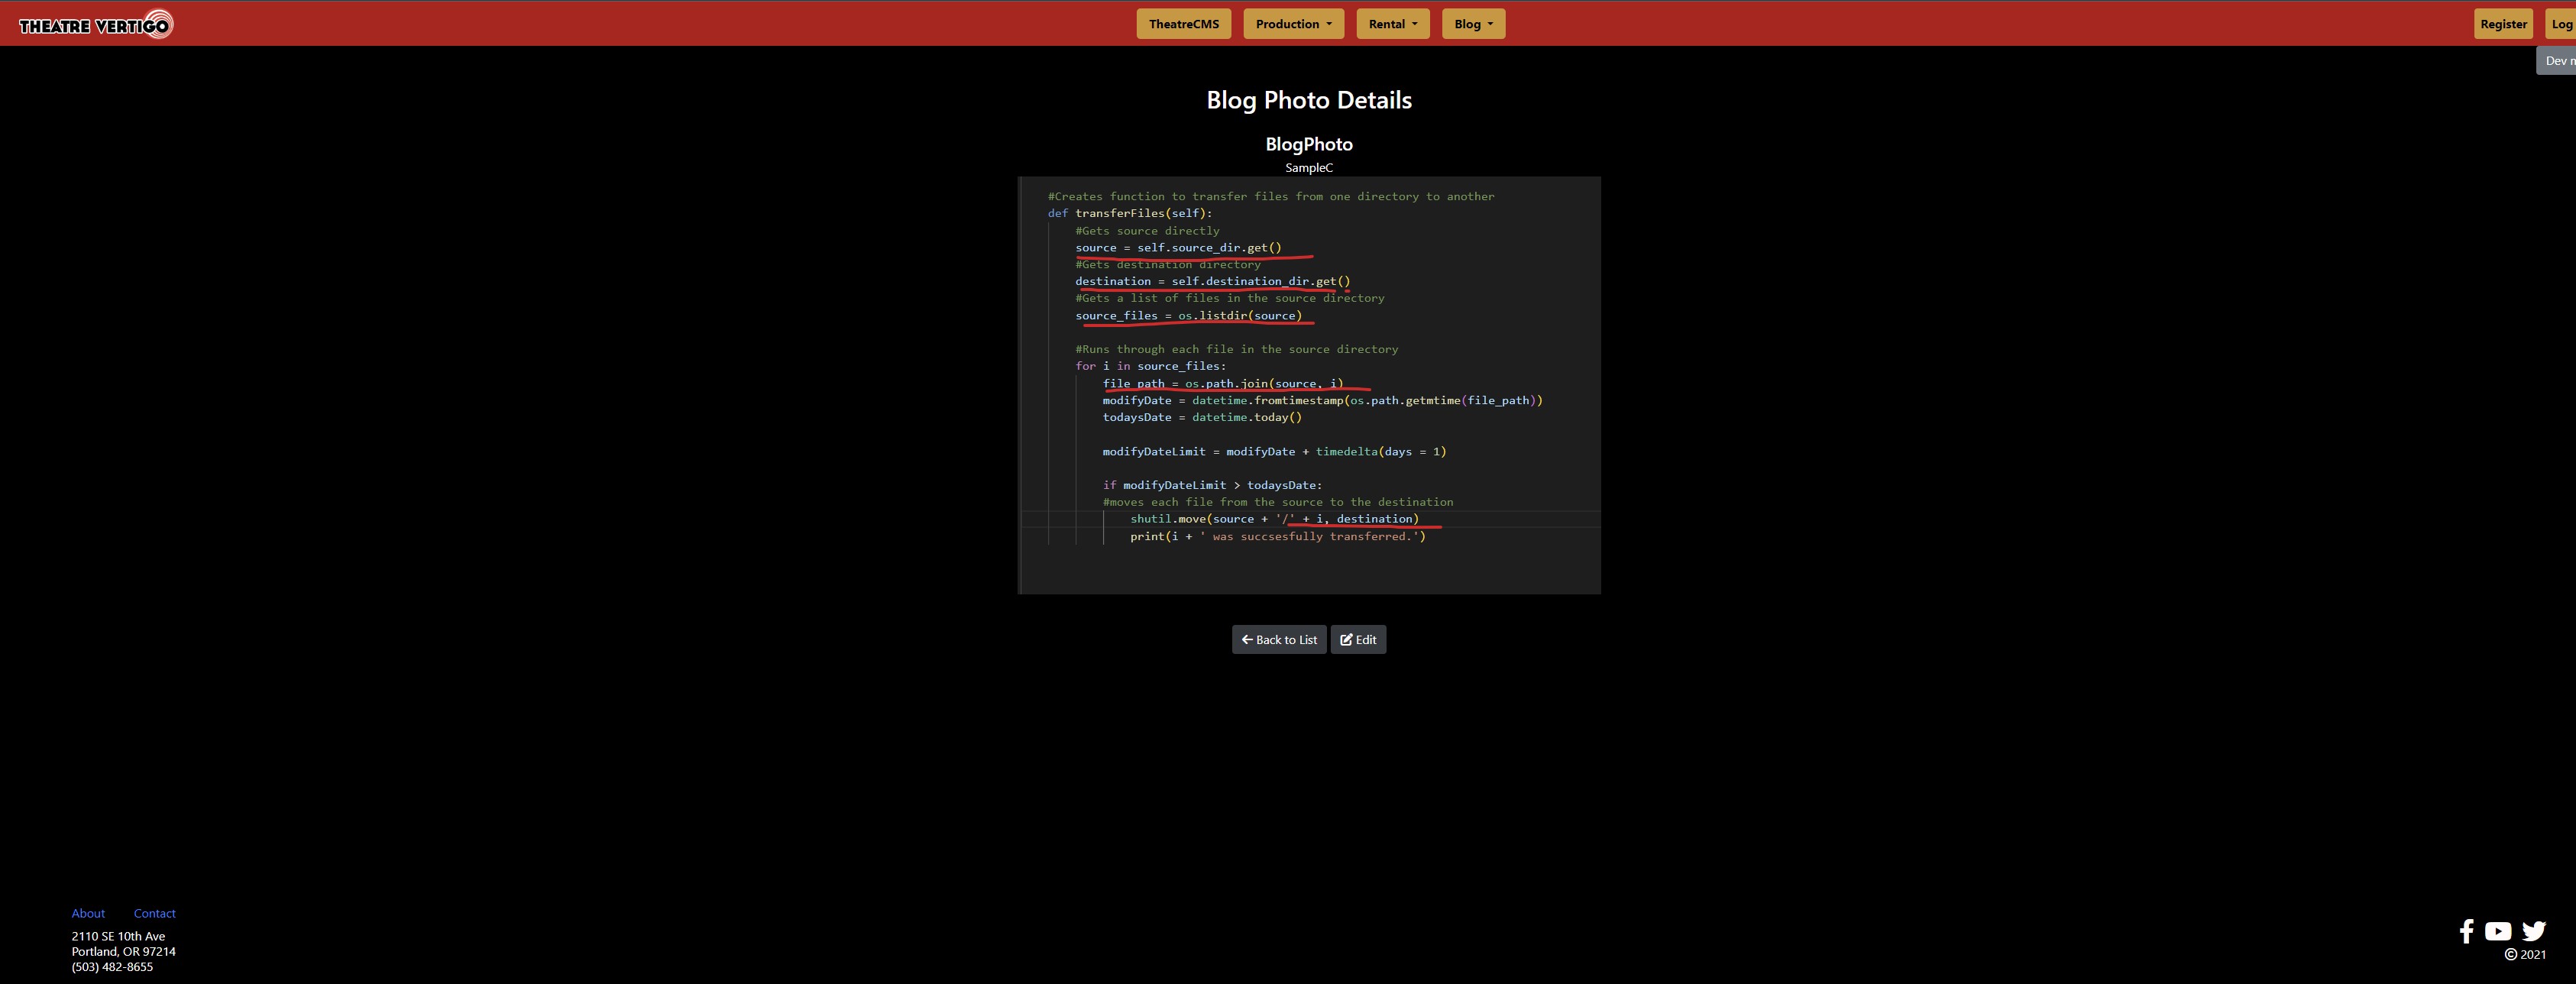 THEATRE VERTIGO
TheatreCMS Production Rental Blog Register Log
Dev
Blog Photo Details
BlogPhoto
SampleC
#Creates function to transfer files from one directory to another
def transferFiles(self):
#Gets source directly
source = self.source_dir.get()
#Gets destination directory
destination = self.destination_dir.get()
#Gets a list of files in the source directory
source_files = os.listdir(source)
#Runs through each file in the source directory
for i in source_files:
file_path = os.path.join(source, i)
modifyDate = datetime.fromtimestamp(os.path.getmtime(file_path))
todaysDate = datetime.today()
modifyDateLimit = modifyDate + timedelta(days = 1)
if modifyDateLimit > todaysDate:
#moves each file from the source to the destination
shutil.move(source + '/' + i, destination)
print(i + ' was succsesfully transferred.')
Back to List Edit
About Contact
2110 SE 10th Ave
Portland, OR 97214
(503) 482-8655
© 2021